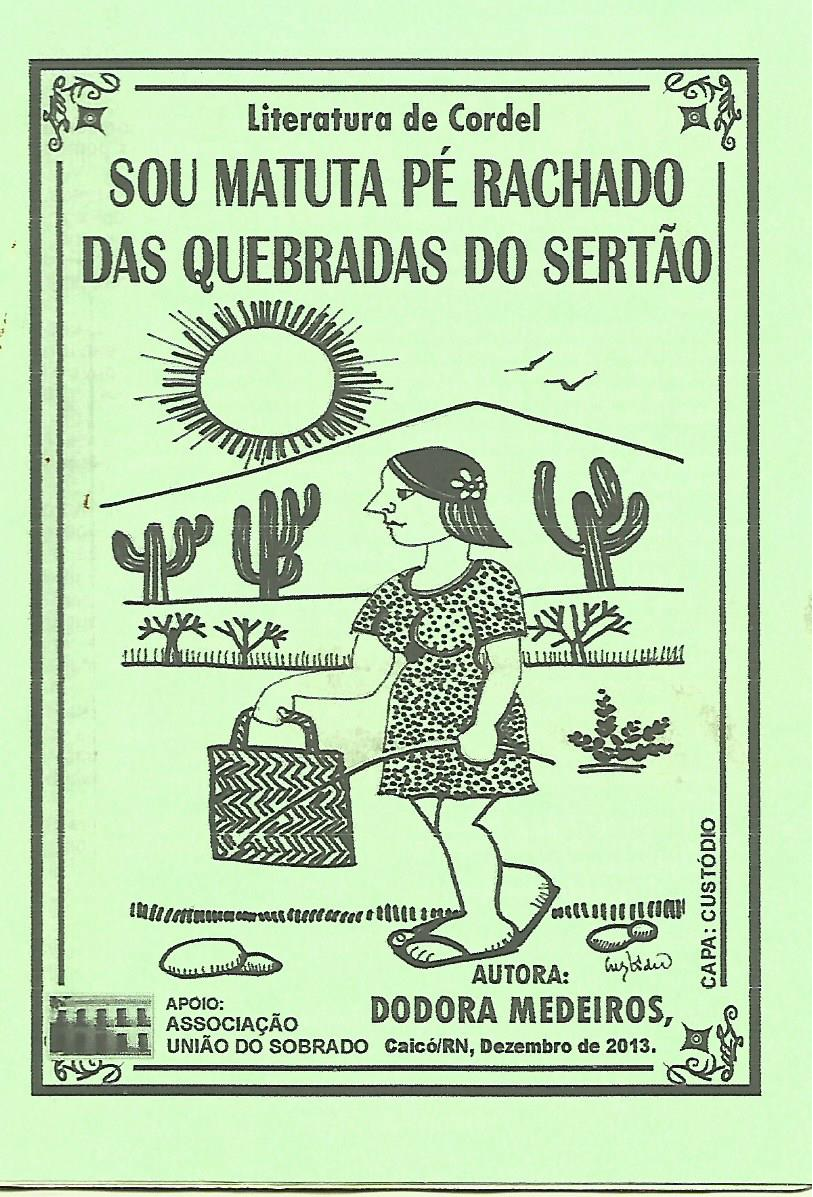 Literatura de Cordel
SOU MATUTA PÉ RACHADO
DAS QUEBRADAS DO SERTÃO
CAPA: CUSTÓDIO
Custódio
AUTORA:
DODORA MEDEIROS,
Caicó/RN, Dezembro de 2013.
APOIO:
ASSOCIAÇÃO
UNIÃO DO SOBRADO